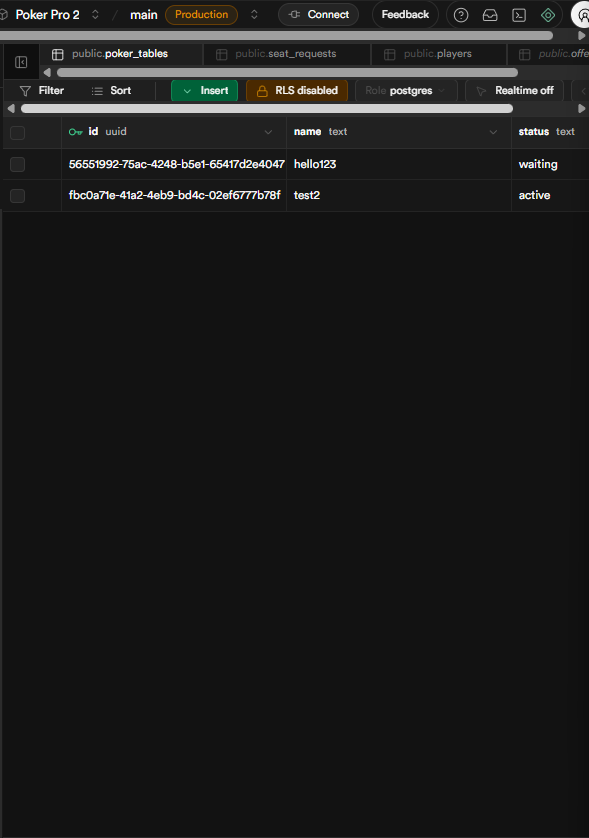 Poker Pro 2 / main Production Connect Feedback
public.poker_tables public.seat_requests public.players public.offe
Filter Sort Insert RLS disabled Role postgres Realtime off
id uuid name text status text
56551992-75ac-4248-b5e1-65417d2e4047 hello123 waiting
fbc0a71e-41a2-4eb9-bd4c-02ef6777b78f test2 active